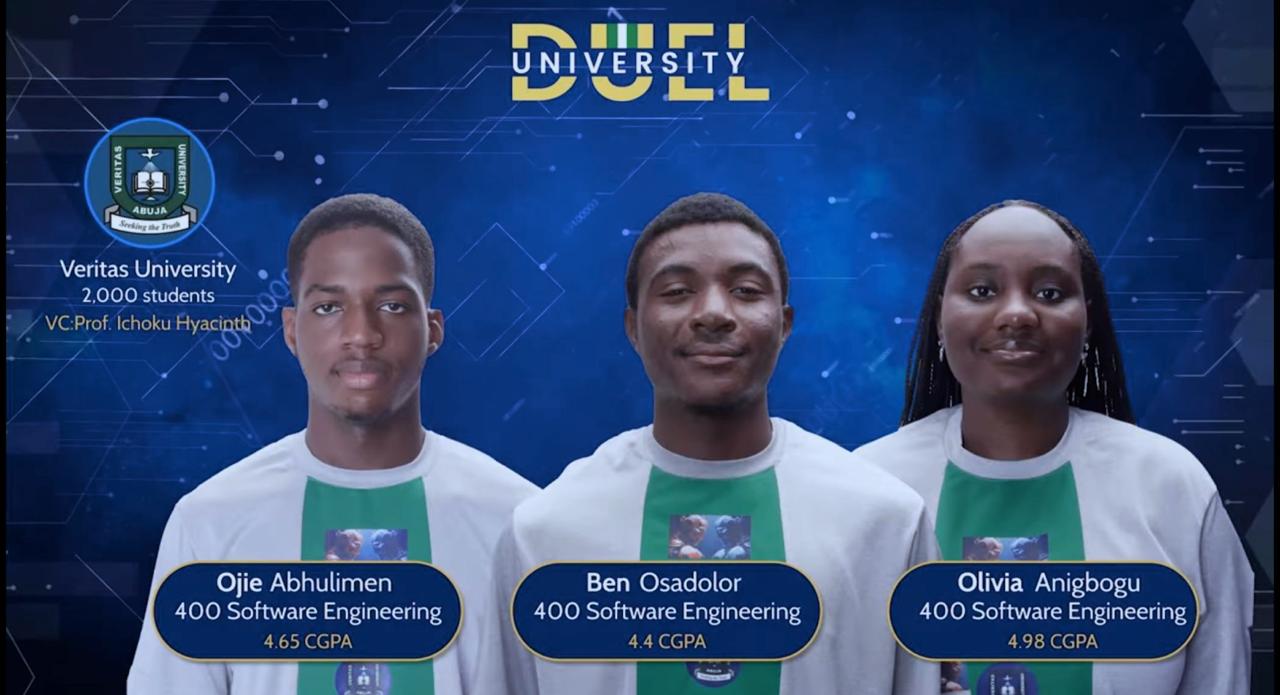 DUEL
UNIVERSITY
VERITAS UNIVERSITY
ABUJA
Seeking the Truth
Veritas University
2,000 students
VC:Prof. Ichoku Hyacinth
Ojie Abhulimen
400 Software Engineering
4.65 CGPA
Ben Osadolor
400 Software Engineering
4.4 CGPA
Olivia Anigbogu
400 Software Engineering
4.98 CGPA